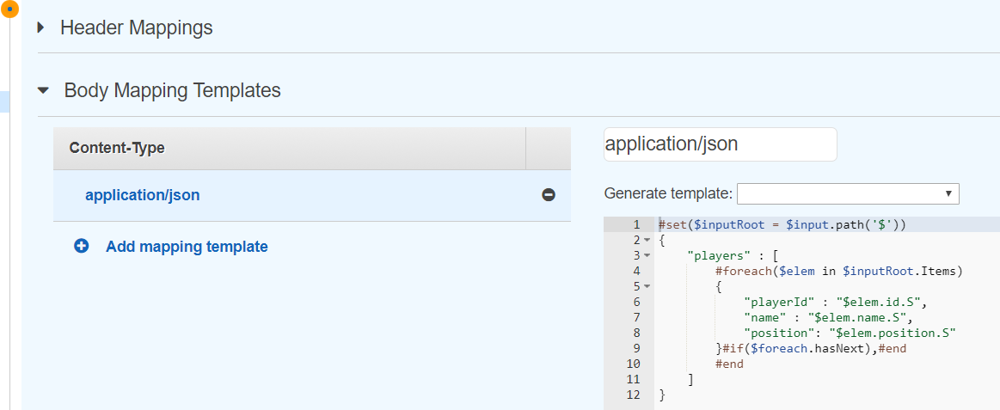 Header Mappings
Body Mapping Templates
Content-Type
application/json
Add mapping template
application/json
Generate template:
1 #set($inputRoot = $input.path('$'))
2 {
3 "players" : [
4 #foreach($elem in $inputRoot.Items)
5 {
6 "playerId" : "$elem.id.S",
7 "name" : "$elem.name.S",
8 "position": "$elem.position.S"
9 }#if($foreach.hasNext),#end
10 #end
11 ]
12 }